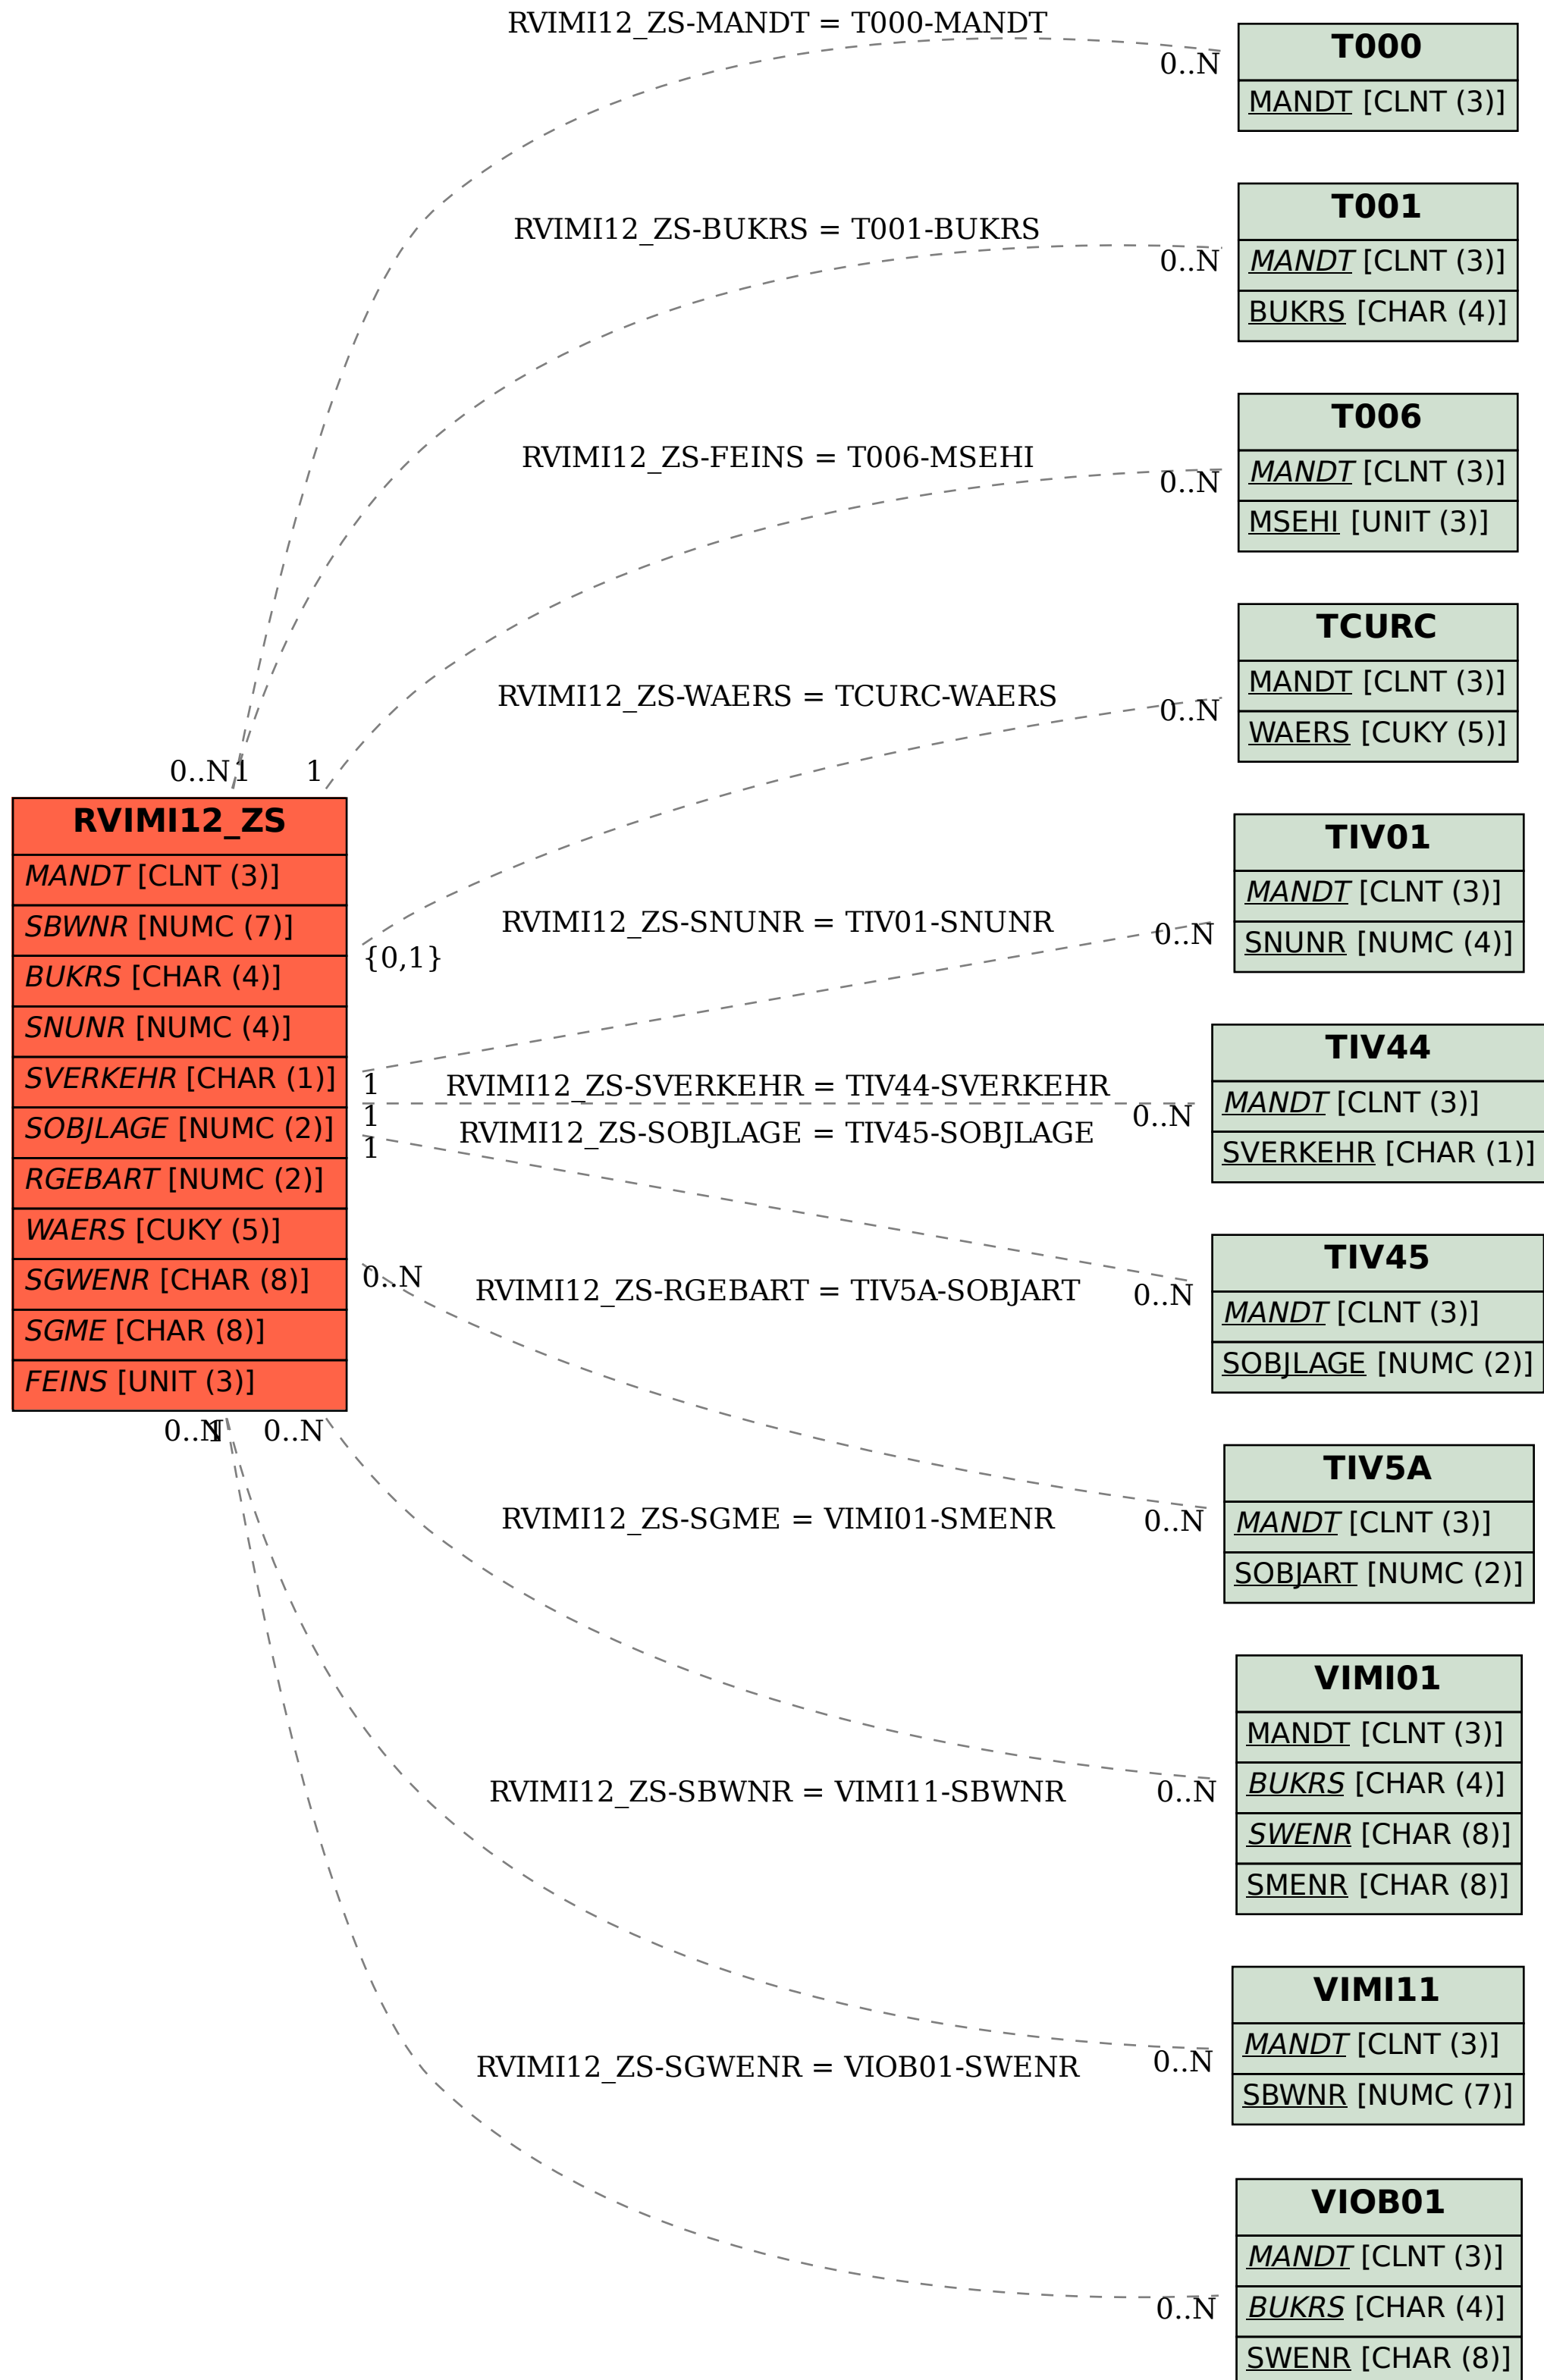 RVIMI12_ZS-MANDT = T000-MANDT
0..N
T000
MANDT [CLNT (3)]
RVIMI12_ZS-BUKRS = T001-BUKRS
0..N
T001
MANDT [CLNT (3)]
BUKRS [CHAR (4)]
RVIMI12_ZS-FEINS = T006-MSEHI
0..N
T006
MANDT [CLNT (3)]
MSEHI [UNIT (3)]
RVIMI12_ZS-WAERS = TCURC-WAERS
0..N
TCURC
MANDT [CLNT (3)]
WAERS [CUKY (5)]
0..N
1
1
RVIMI12_ZS
MANDT [CLNT (3)]
SBWNR [NUMC (7)]
BUKRS [CHAR (4)]
SNUNR [NUMC (4)]
SVERKEHR [CHAR (1)]
SOBJLAGE [NUMC (2)]
RGEBART [NUMC (2)]
WAERS [CUKY (5)]
SGWENR [CHAR (8)]
SGME [CHAR (8)]
FEINS [UNIT (3)]
{0,1}
1
1
1
0..N
0..N
1
0..N
RVIMI12_ZS-SNUNR = TIV01-SNUNR
0..N
TIV01
MANDT [CLNT (3)]
SNUNR [NUMC (4)]
RVIMI12_ZS-SVERKEHR = TIV44-SVERKEHR
0..N
TIV44
MANDT [CLNT (3)]
SVERKEHR [CHAR (1)]
RVIMI12_ZS-SOBJLAGE = TIV45-SOBJLAGE
0..N
TIV45
MANDT [CLNT (3)]
SOBJLAGE [NUMC (2)]
RVIMI12_ZS-RGEBART = TIV5A-SOBJART
0..N
TIV5A
MANDT [CLNT (3)]
SOBJART [NUMC (2)]
RVIMI12_ZS-SGME = VIMI01-SMENR
0..N
VIMI01
MANDT [CLNT (3)]
BUKRS [CHAR (4)]
SWENR [CHAR (8)]
SMENR [CHAR (8)]
RVIMI12_ZS-SBWNR = VIMI11-SBWNR
0..N
VIMI11
MANDT [CLNT (3)]
SBWNR [NUMC (7)]
RVIMI12_ZS-SGWENR = VIOB01-SWENR
0..N
VIOB01
MANDT [CLNT (3)]
BUKRS [CHAR (4)]
SWENR [CHAR (8)]